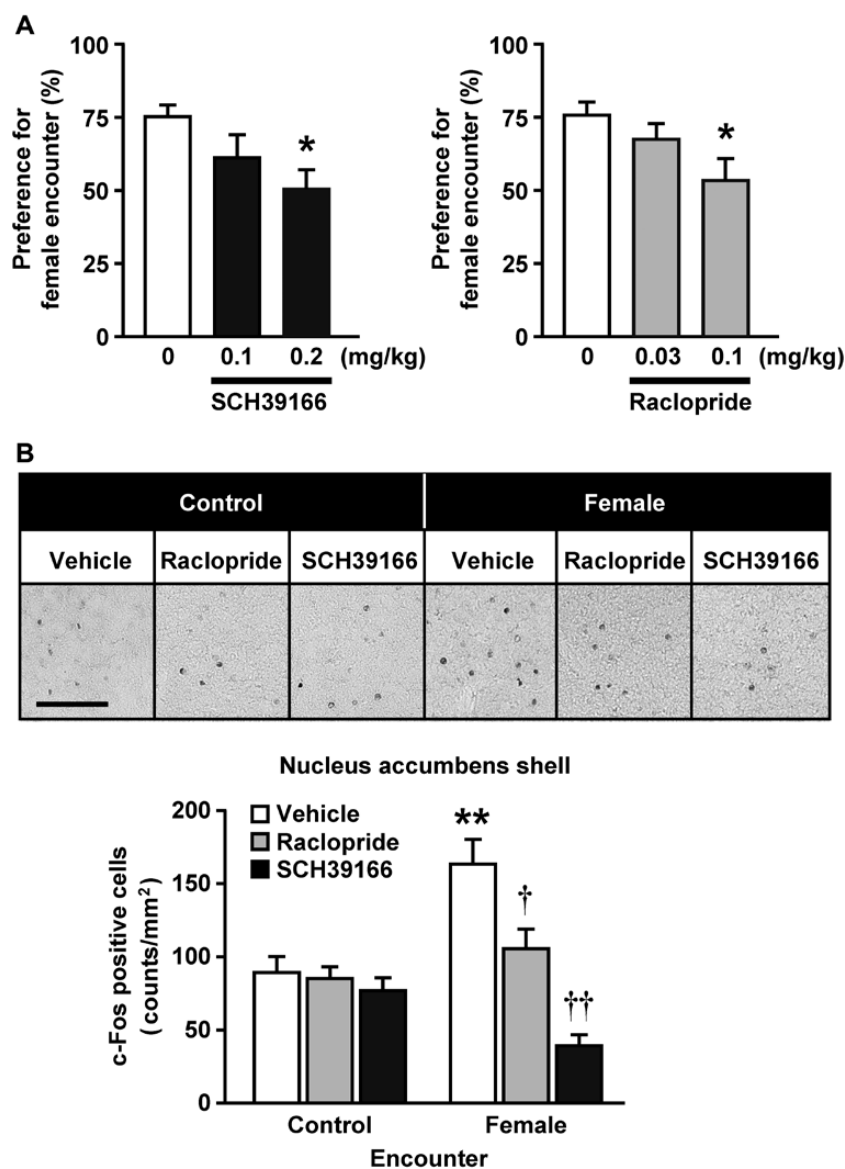 A
Preference for
female encounter (%)
100
75
50
25
0
*
0 0.1 0.2 (mg/kg)
SCH39166
Preference for
female encounter (%)
100
75
50
25
0
*
0 0.03 0.1 (mg/kg)
Raclopride
B
Control Female
Vehicle Raclopride SCH39166 Vehicle Raclopride SCH39166
Nucleus accumbens shell
c-Fos positive cells
(counts/mm²)
200
150
100
50
0
Vehicle
Raclopride
SCH39166
**
†
††
Control Female
Encounter